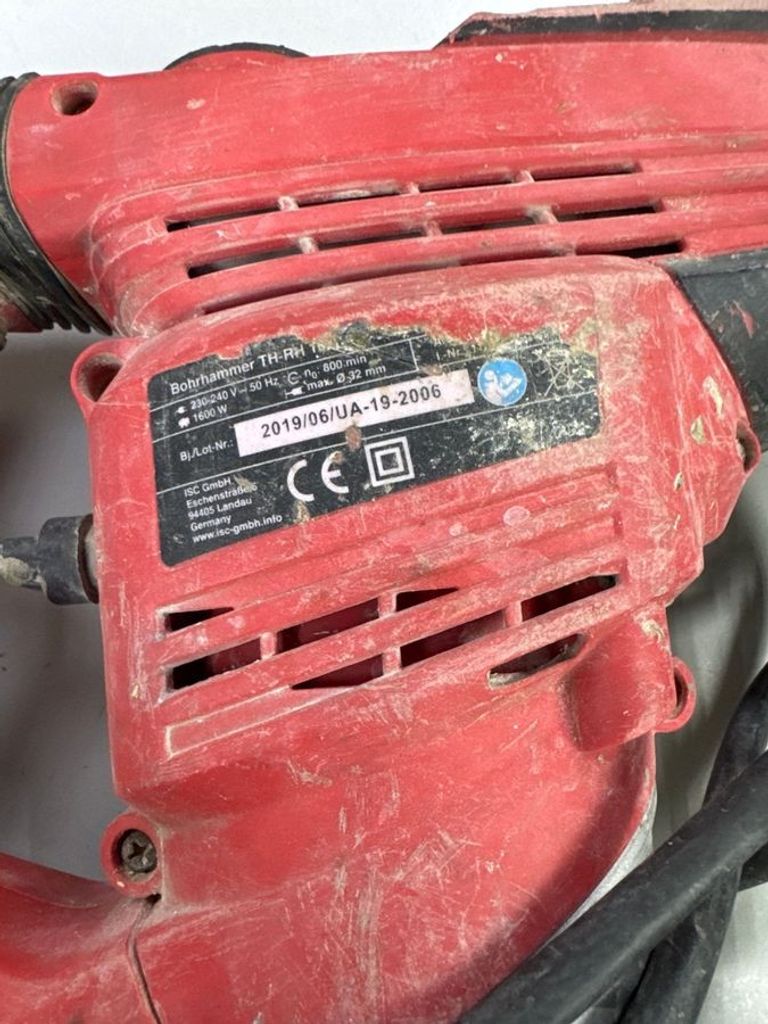 Bohrhammer TH-RH
230-240 V ~ 50 Hz n₀: 800 min
1600 W max. Ø 32 mm
Bj./Lot-Nr.: 2019/06/UA-19-2006
CE
ISC GmbH
Eschenstraße 6
94405 Landau
Germany
www.isc-gmbh.info